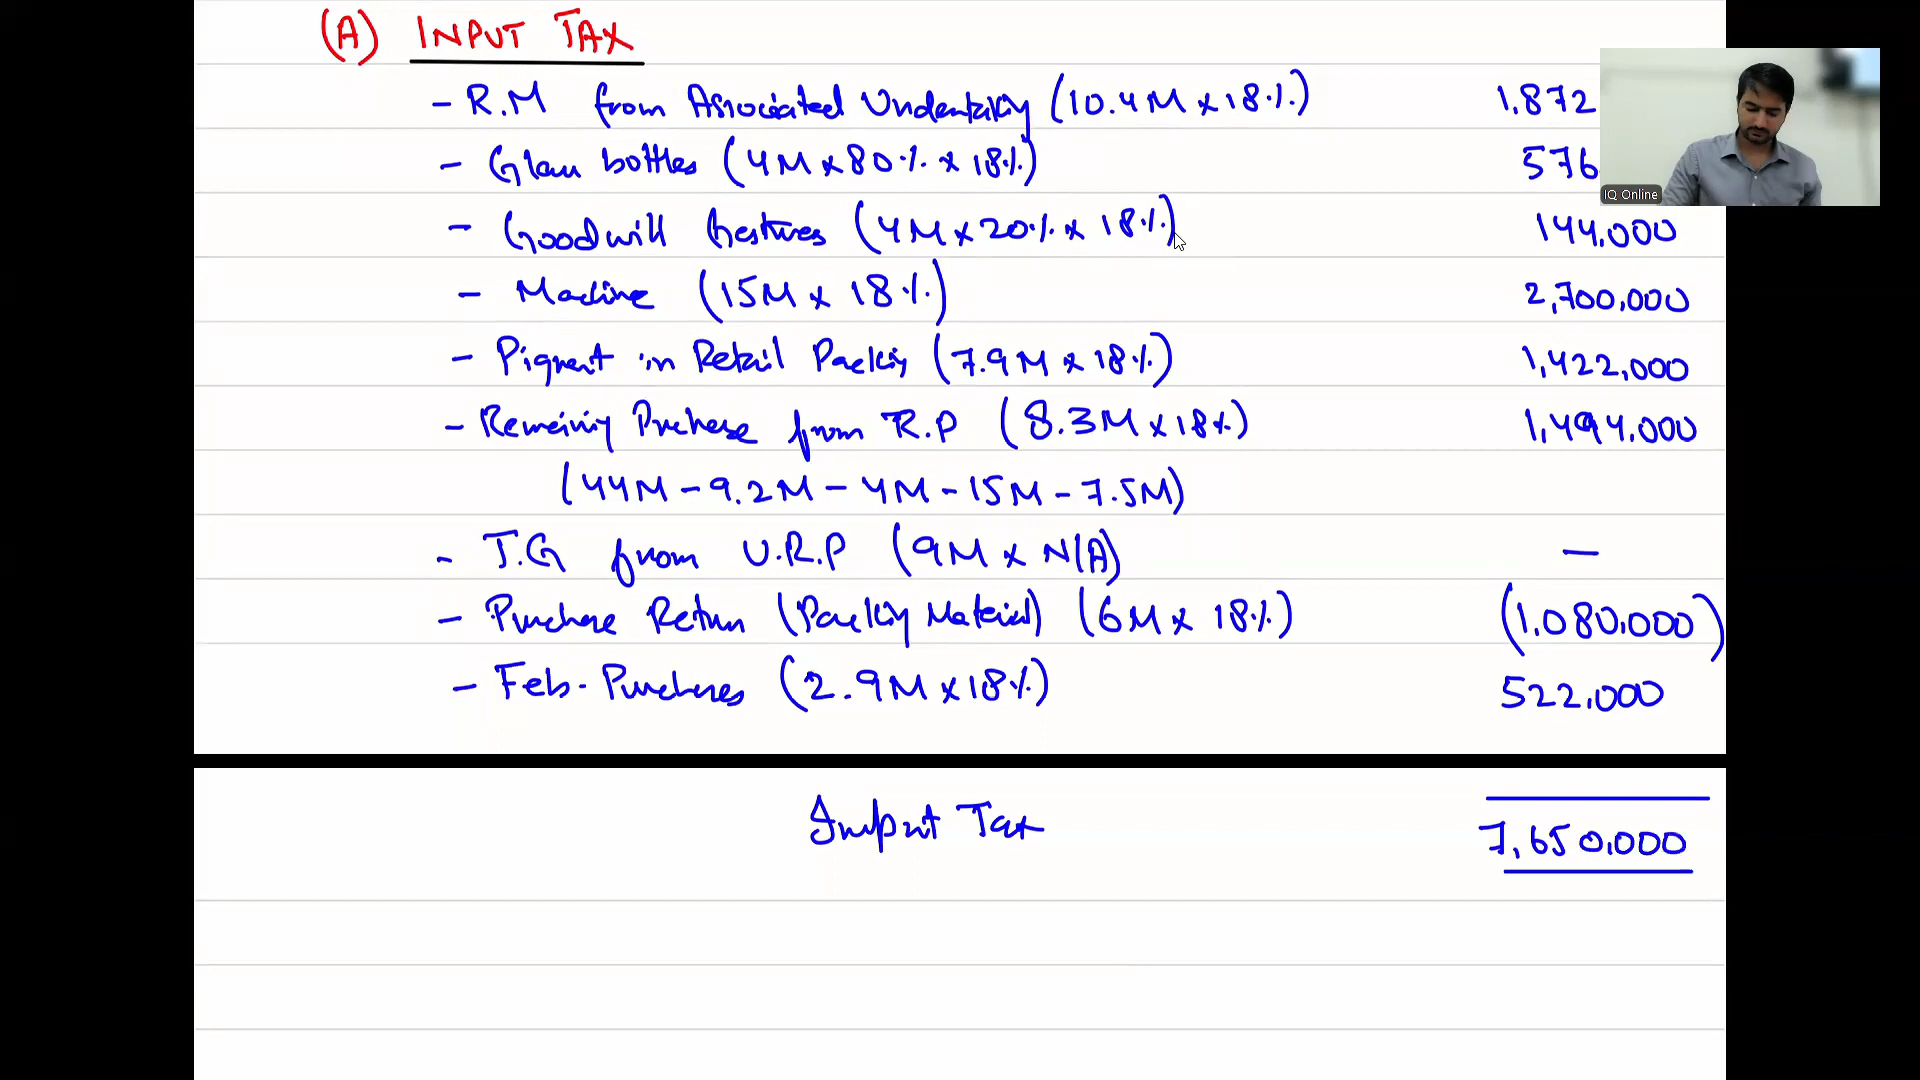 (A) INPUT TAX
- R.M from Associated Undertaking (10.4M x 18%) 1,872
- Glass bottles (4M x 80% x 18%) 576
- Goodwill Gestures (4M x 20% x 18%) 144,000
- Machine (15M x 18%) 2,700,000
- Pigment in Retail Packing (7.9M x 18%) 1,422,000
- Remaining Purchase from R.P (8.3M x 18%) 1,494,000
(44M - 9.2M - 4M - 15M - 7.5M)
- T.G from U.R.P (9M x N/A) —
- Purchase Return (Packing Material) (6M x 18%) (1,080,000)
- Feb. Purchases (2.9M x 18%) 522,000
Input Tax 7,650,000
IQ Online